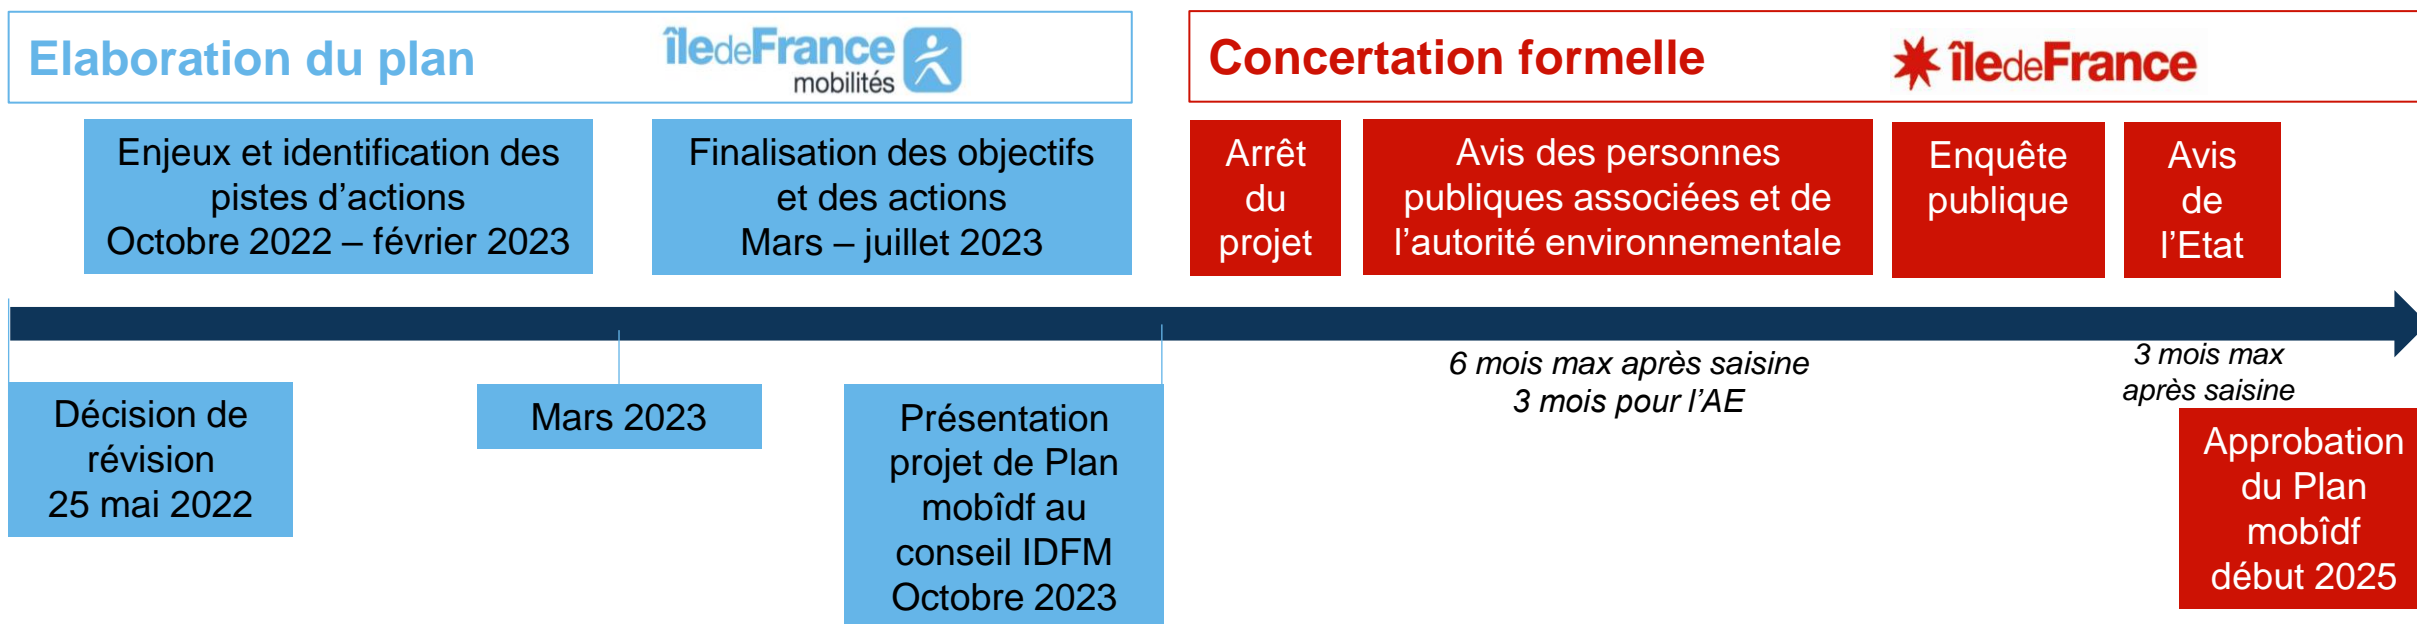 Elaboration du plan
îledeFrance
mobilités
Concertation formelle
îledeFrance
Enjeux et identification des
pistes d’actions
Octobre 2022 – février 2023
Finalisation des objectifs
et des actions
Mars – juillet 2023
Arrêt
du
projet
Avis des personnes
publiques associées et de
l’autorité environnementale
Enquête
publique
Avis
de
l’Etat
Décision de
révision
25 mai 2022
Mars 2023
Présentation
projet de Plan
mobîdf au
conseil IDFM
Octobre 2023
6 mois max après saisine
3 mois pour l’AE
3 mois max
après saisine
Approbation
du Plan
mobîdf
début 2025